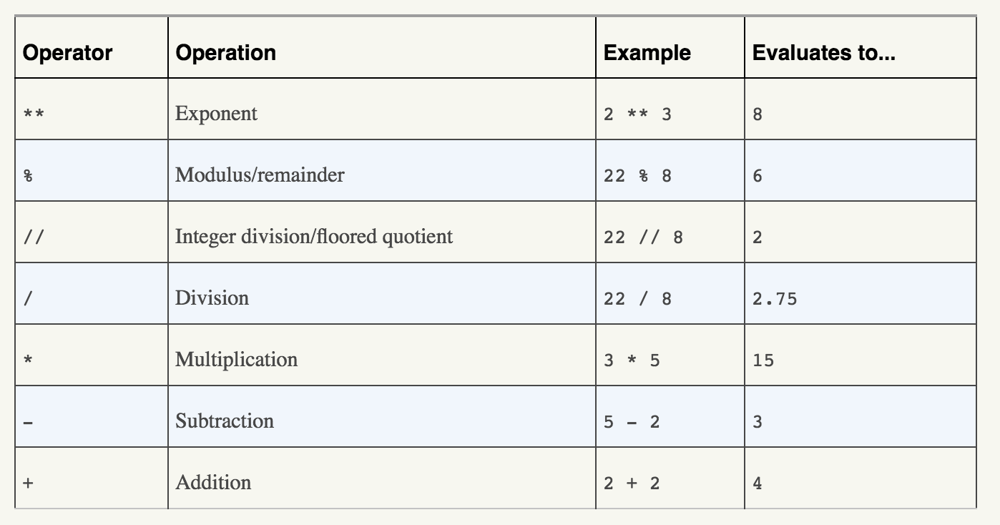 Operator Operation Example Evaluates to...
** Exponent 2 ** 3 8
% Modulus/remainder 22 % 8 6
// Integer division/floored quotient 22 // 8 2
/ Division 22 / 8 2.75
* Multiplication 3 * 5 15
- Subtraction 5 - 2 3
+ Addition 2 + 2 4